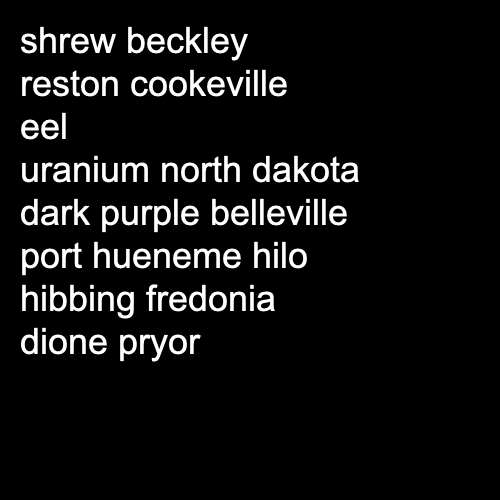 shrew beckley
reston cookeville
eel
uranium north dakota
dark purple belleville
port hueneme hilo
hibbing fredonia
dione pryor